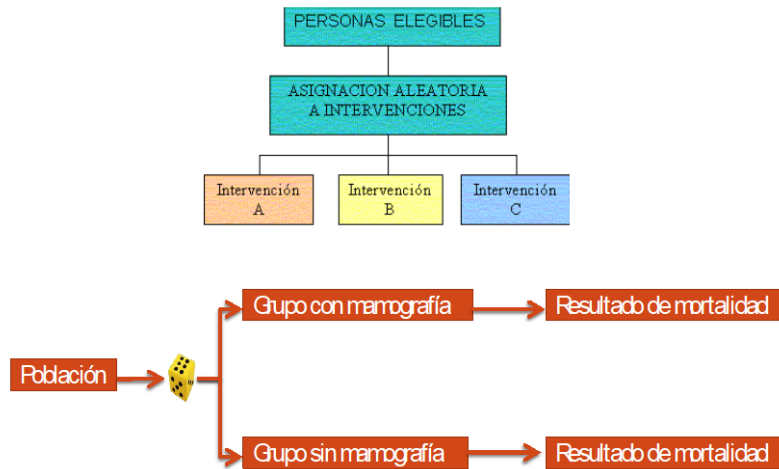 PERSONAS ELEGIBLES
ASIGNACION ALEATORIA
A INTERVENCIONES
Intervención
A
Intervención
B
Intervención
C
Grupo con mamografía
Resultado de mortalidad
Población
Grupo sin mamografía
Resultado de mortalidad